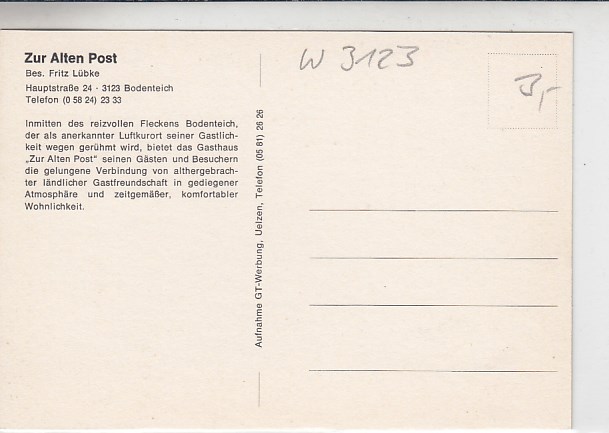 Zur Alten Post
Bes. Fritz Lübke
Hauptstraße 24 · 3123 Bodenteich
Telefon (0 58 24) 23 33
Inmitten des reizvollen Fleckens Bodenteich,
der als anerkannter Luftkurort seiner Gastlich-
keit wegen gerühmt wird, bietet das Gasthaus
„Zur Alten Post“ seinen Gästen und Besuchern
die gelungene Verbindung von althergebrach-
ter ländlicher Gastfreundschaft in gediegener
Atmosphäre und zeitgemäßer, komfortabler
Wohnlichkeit.
Aufnahme GT-Werbung, Uelzen, Telefon (05 81) 26 26
W 3123
3,-